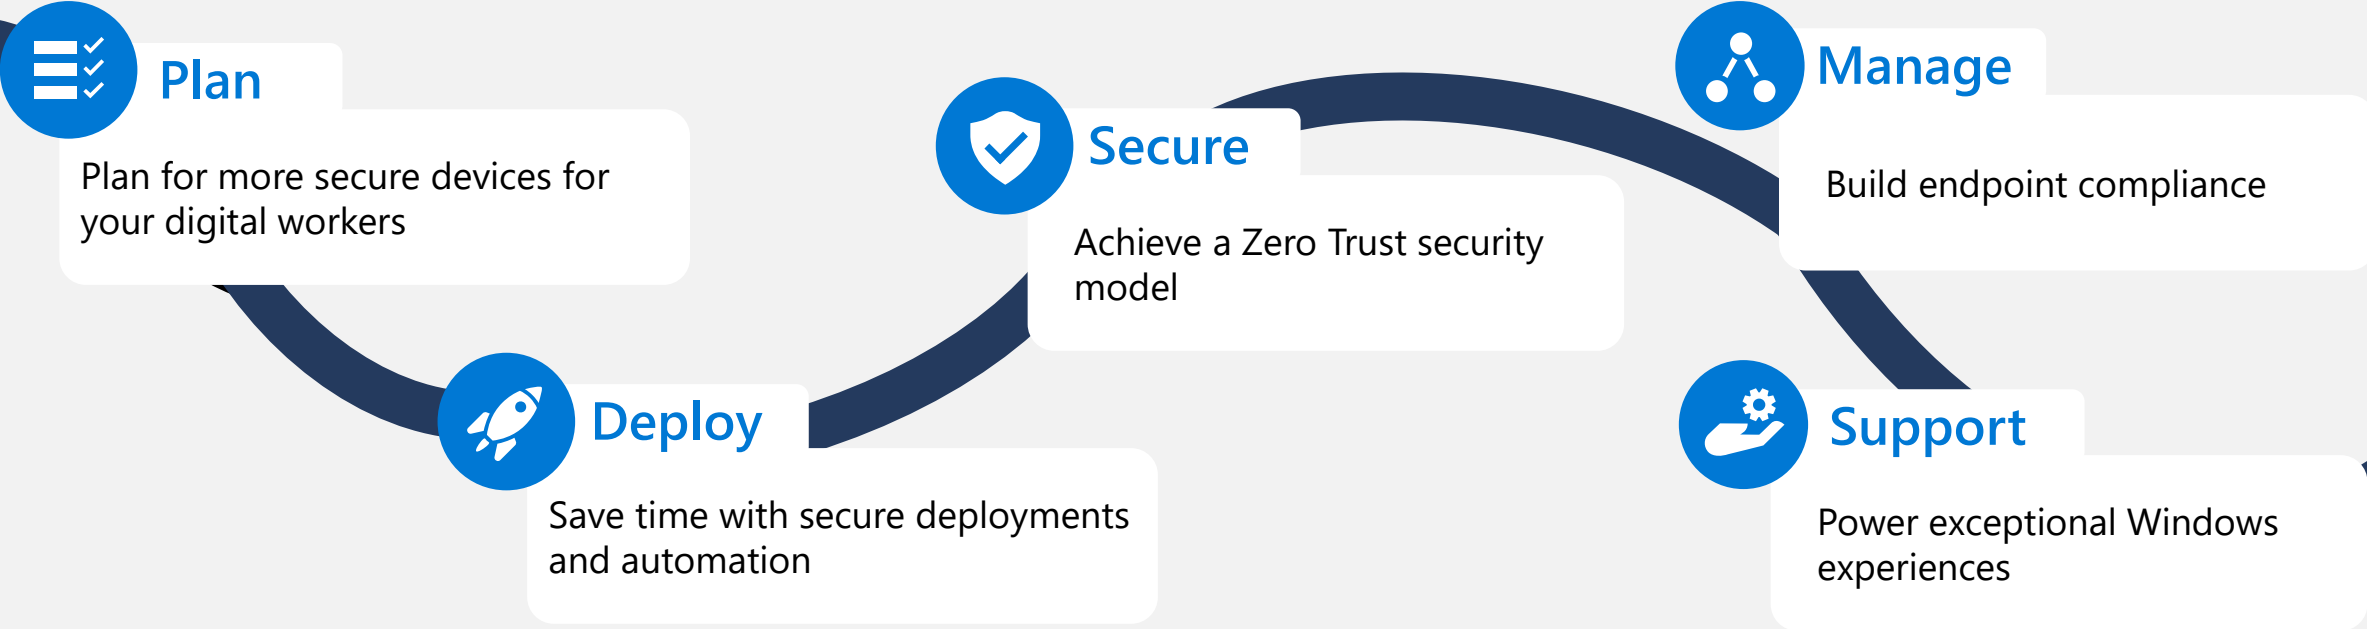 Plan
Plan for more secure devices for
your digital workers
Deploy
Save time with secure deployments
and automation
Secure
Achieve a Zero Trust security
model
Manage
Build endpoint compliance
Support
Power exceptional Windows
experiences